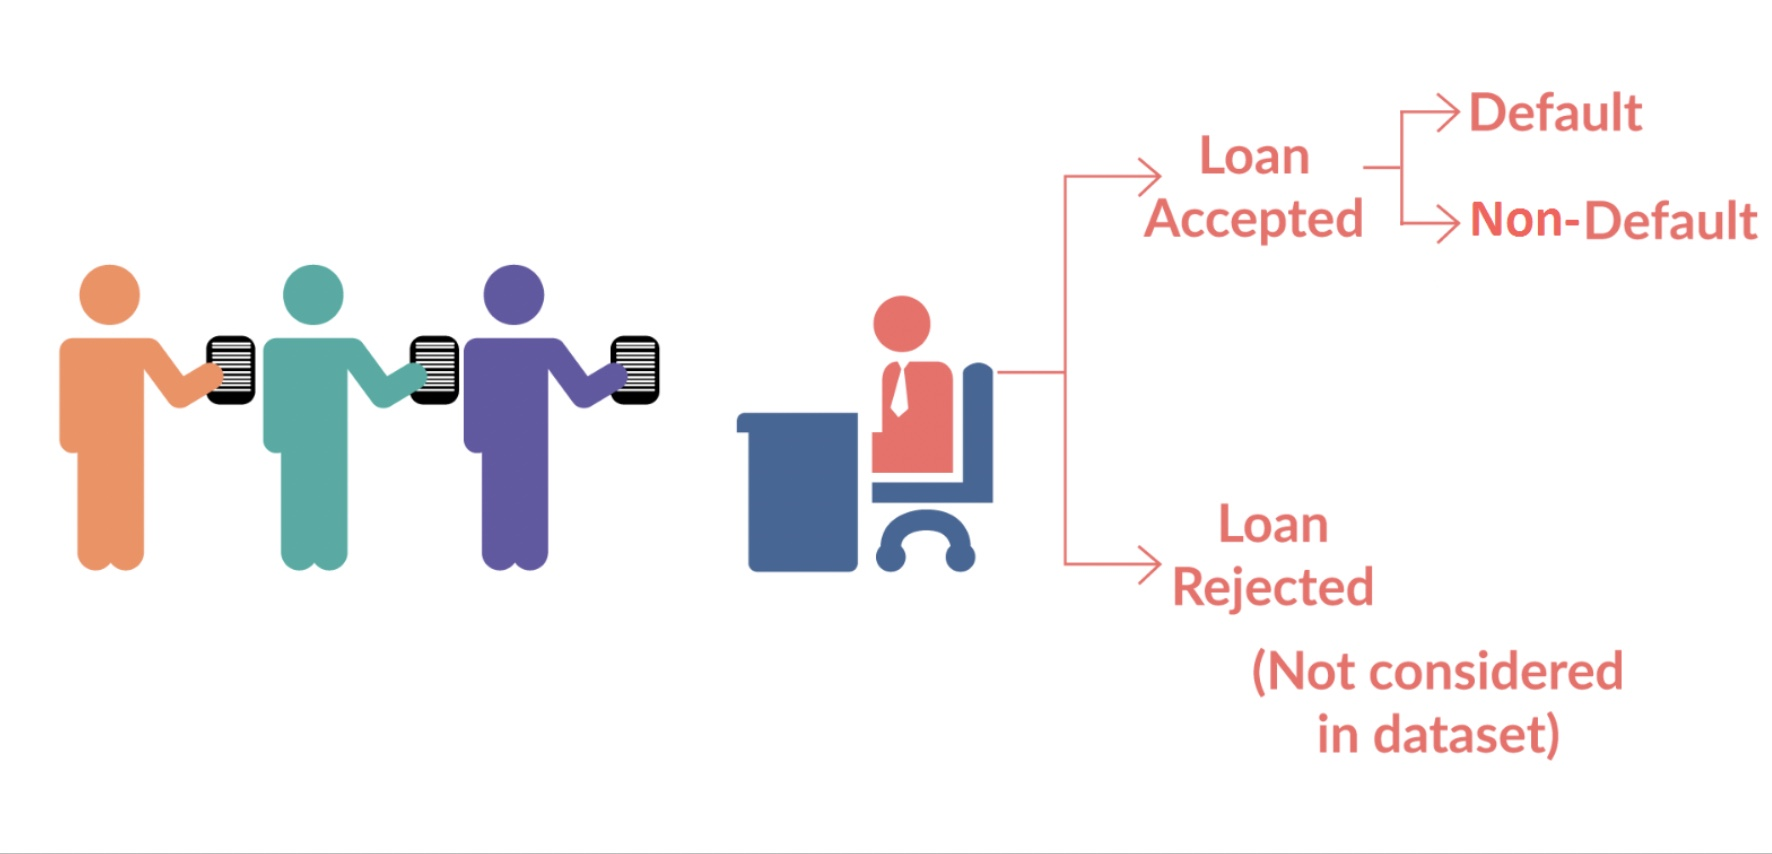 Default
Loan
Accepted
Non-Default
Loan
Rejected
(Not considered
in dataset)